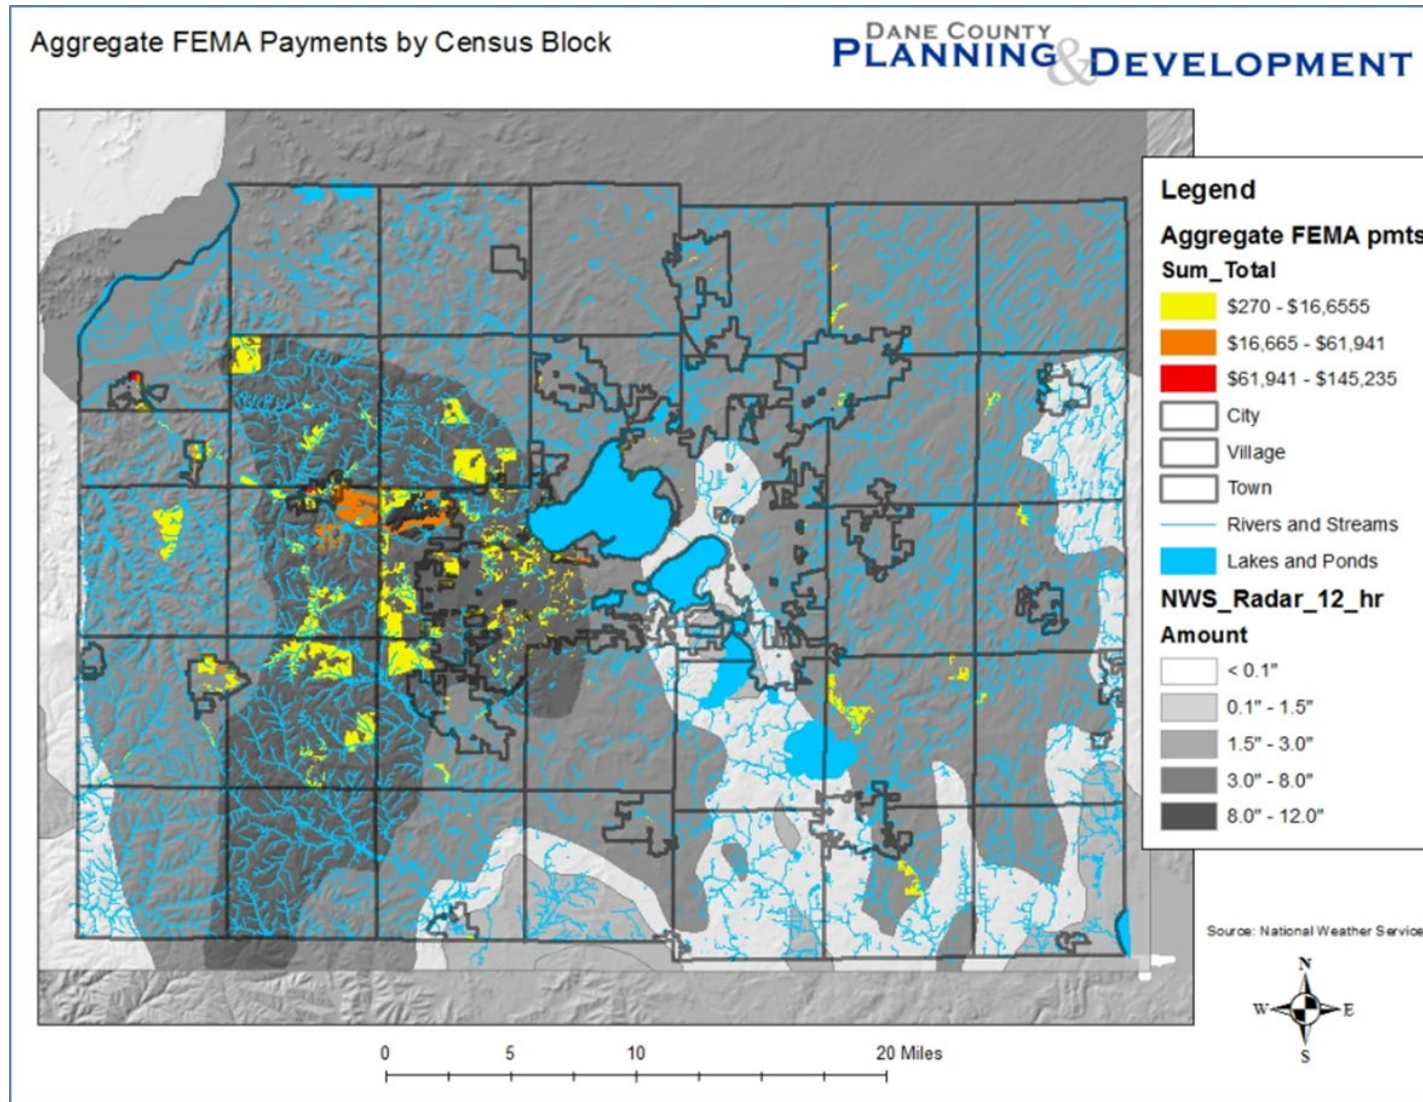 Aggregate FEMA Payments by Census Block
DANE COUNTY
PLANNING & DEVELOPMENT
Legend
Aggregate FEMA pmts
Sum_Total
$270 - $16,6555
$16,665 - $61,941
$61,941 - $145,235
City
Village
Town
Rivers and Streams
Lakes and Ponds
NWS_Radar_12_hr
Amount
< 0.1"
0.1" - 1.5"
1.5" - 3.0"
3.0" - 8.0"
8.0" - 12.0"
Source: National Weather Service
N
W E
S
0 5 10 20 Miles